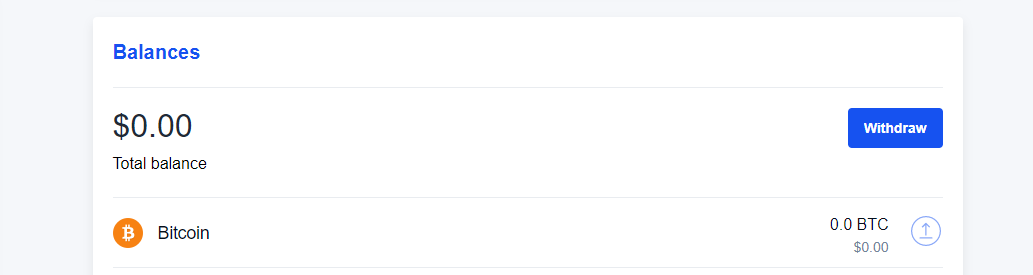 Balances
$0.00
Withdraw
Total balance
Bitcoin
0.0 BTC
$0.00